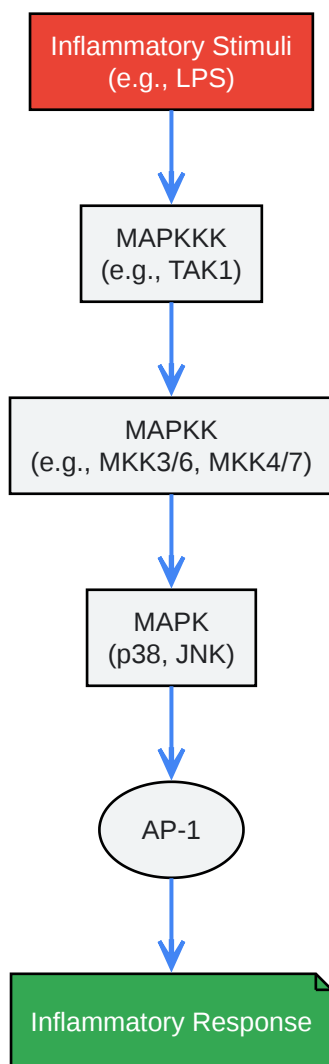 Inflammatory Stimuli
(e.g., LPS)
MAPKKK
(e.g., TAK1)
MAPKK
(e.g., MKK3/6, MKK4/7)
MAPK
(p38, JNK)
AP-1
Inflammatory Response